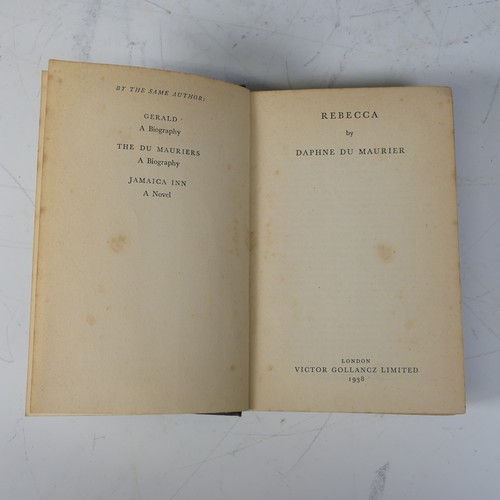 BY THE SAME AUTHOR:
GERALD
A Biography
THE DU MAURIERS
A Biography
JAMAICA INN
A Novel
REBECCA
by
DAPHNE DU MAURIER
LONDON
VICTOR GOLLANCZ LIMITED
1938